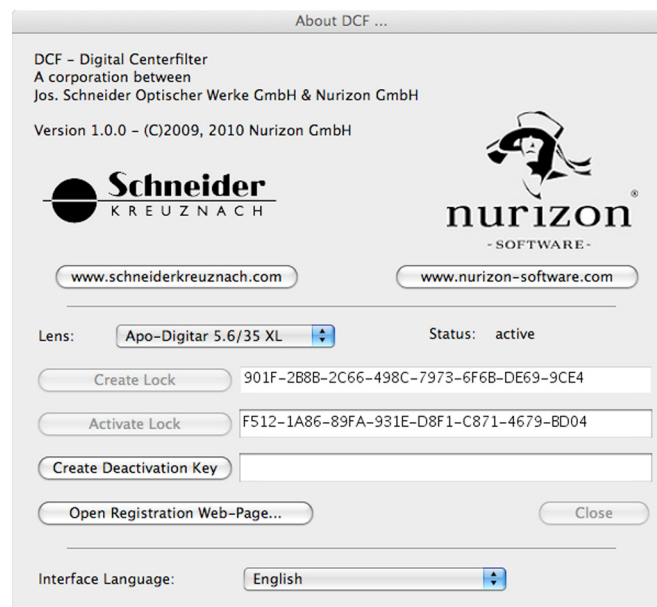 About DCF ...
DCF – Digital Centerfilter
A corporation between
Jos. Schneider Optischer Werke GmbH & Nurizon GmbH
Version 1.0.0 – (C)2009, 2010 Nurizon GmbH
Schneider
KREUZNACH
nurizon®
-SOFTWARE-
www.schneiderkreuznach.com
www.nurizon-software.com
Lens: Apo-Digitar 5.6/35 XL Status: active
Create Lock 901F-2B8B-2C66-498C-7973-6F6B-DE69-9CE4
Activate Lock F512-1A86-89FA-931E-D8F1-C871-4679-BD04
Create Deactivation Key
Open Registration Web-Page... Close
Interface Language: English